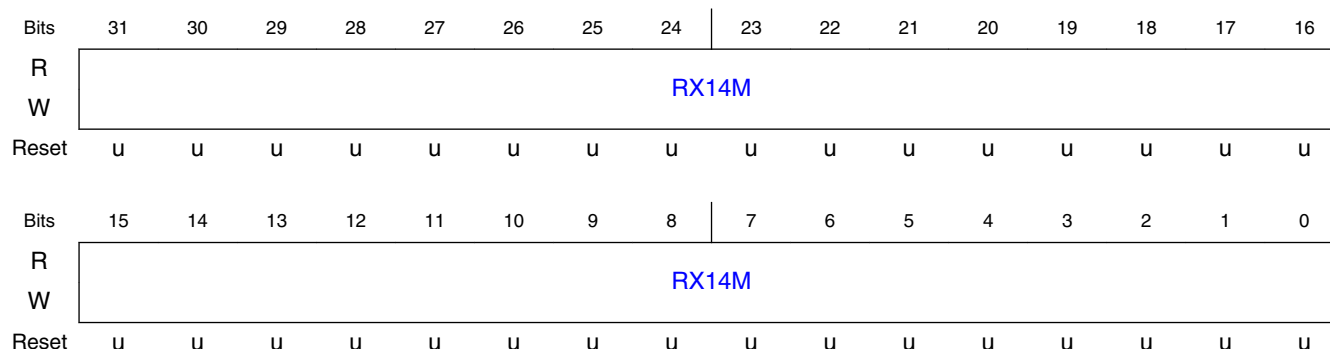 Bits 31 30 29 28 27 26 25 24 23 22 21 20 19 18 17 16
R
RX14M
W
Reset u u u u u u u u u u u u u u u u
Bits 15 14 13 12 11 10 9 8 7 6 5 4 3 2 1 0
R
RX14M
W
Reset u u u u u u u u u u u u u u u u